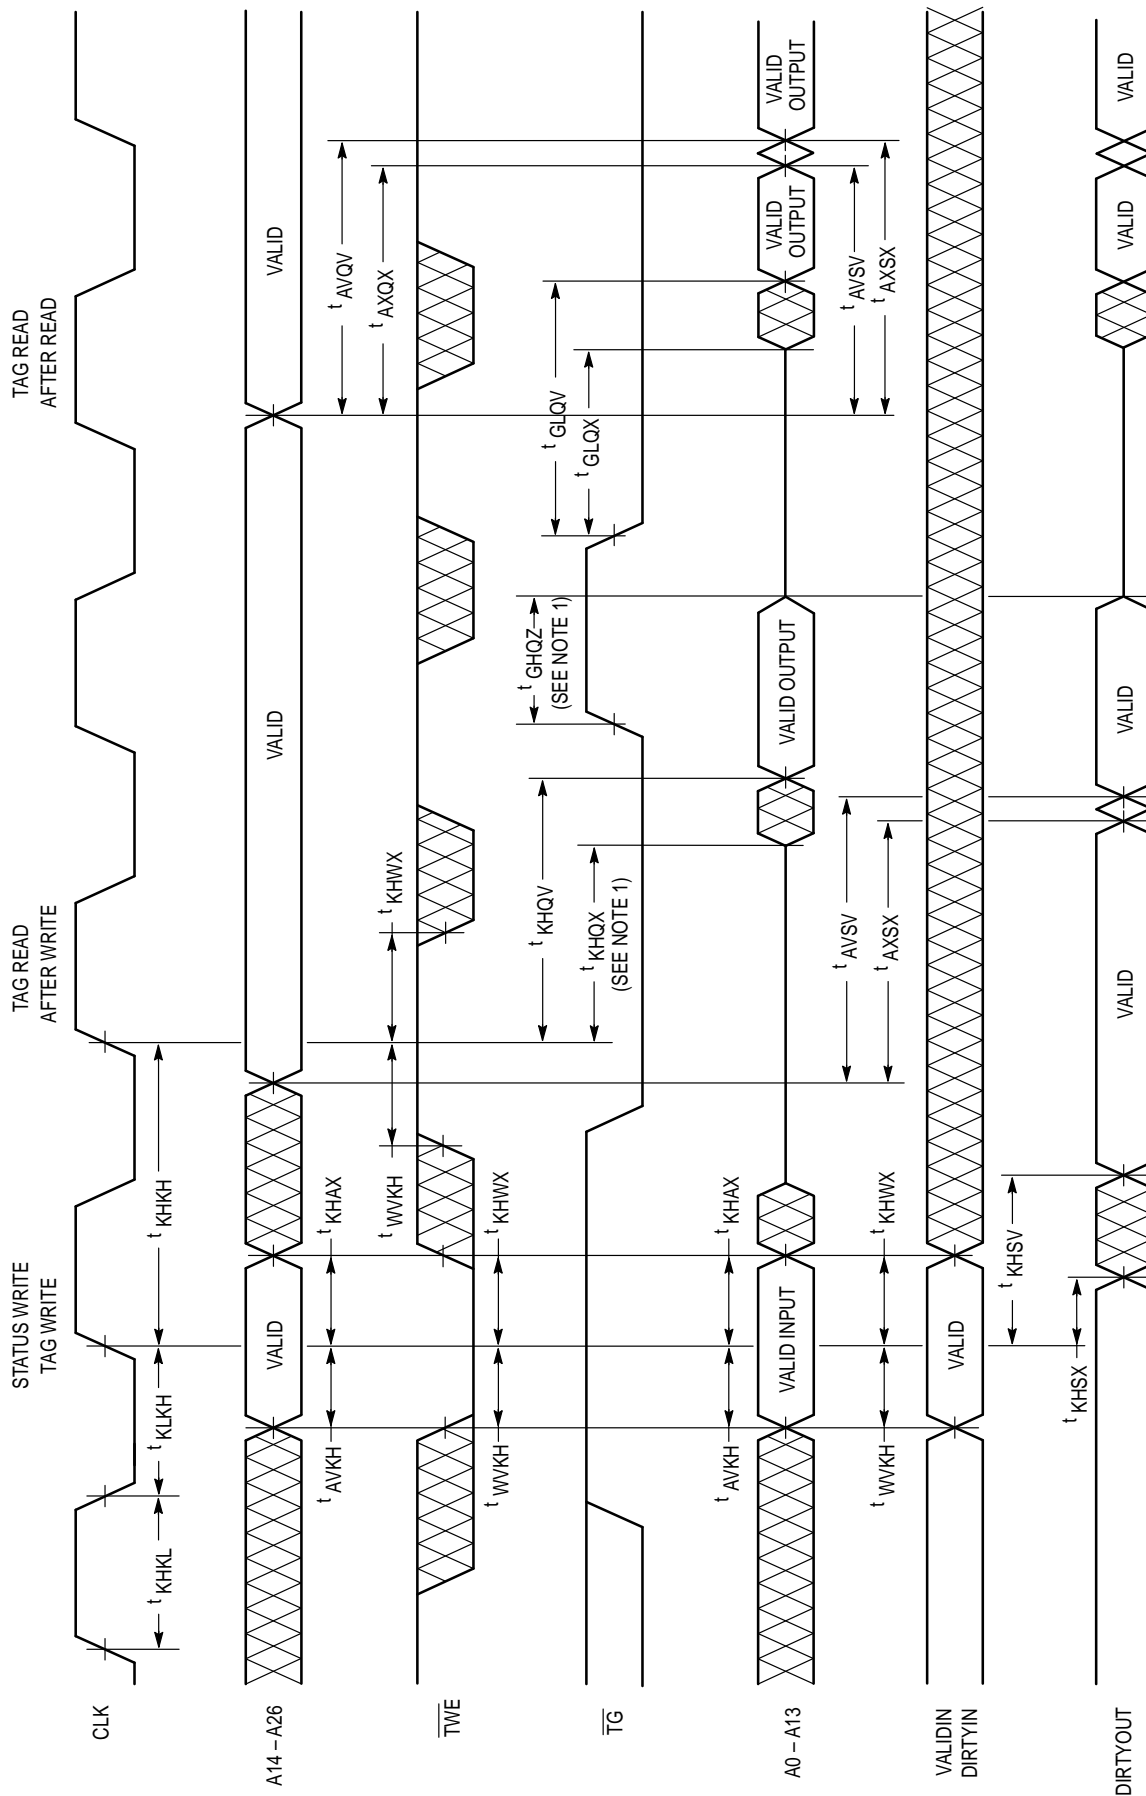 STATUS WRITE
TAG WRITE
TAG READ
AFTER WRITE
TAG READ
AFTER READ
CLK
t KHKL
t KLKH
t KHKH
A14 – A26
VALID
VALID
VALID
t AVKH
t KHAX
t AVQV
t AXQX
TWE
t WVKH
t KHWX
t WVKH
t KHWX
TG
t KHQV
t KHQX
(SEE NOTE 1)
t GHQZ
(SEE NOTE 1)
t GLQV
t GLQX
A0 – A13
VALID INPUT
VALID OUTPUT
VALID
OUTPUT
VALID
OUTPUT
t AVKH
t KHAX
t AVSV
t AXSX
t AVSV
t AXSX
VALIDIN
DIRTYIN
VALID
t WVKH
t KHWX
t KHSV
t KHSX
DIRTYOUT
VALID
VALID
VALID
VALID